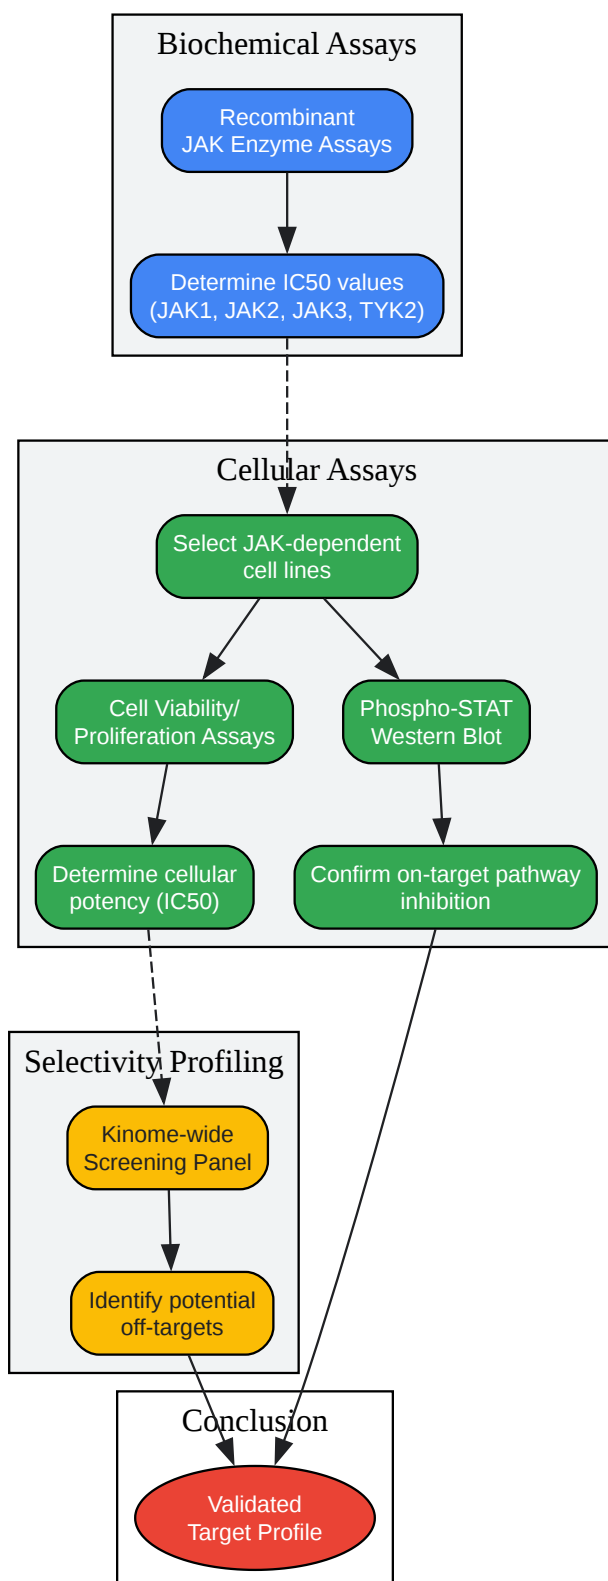 Biochemical Assays
Recombinant
JAK Enzyme Assays
Determine IC50 values
(JAK1, JAK2, JAK3, TYK2)
Cellular Assays
Select JAK-dependent
cell lines
Cell Viability/
Proliferation Assays
Phospho-STAT
Western Blot
Determine cellular
potency (IC50)
Confirm on-target pathway
inhibition
Selectivity Profiling
Kinome-wide
Screening Panel
Identify potential
off-targets
Conclusion
Validated
Target Profile